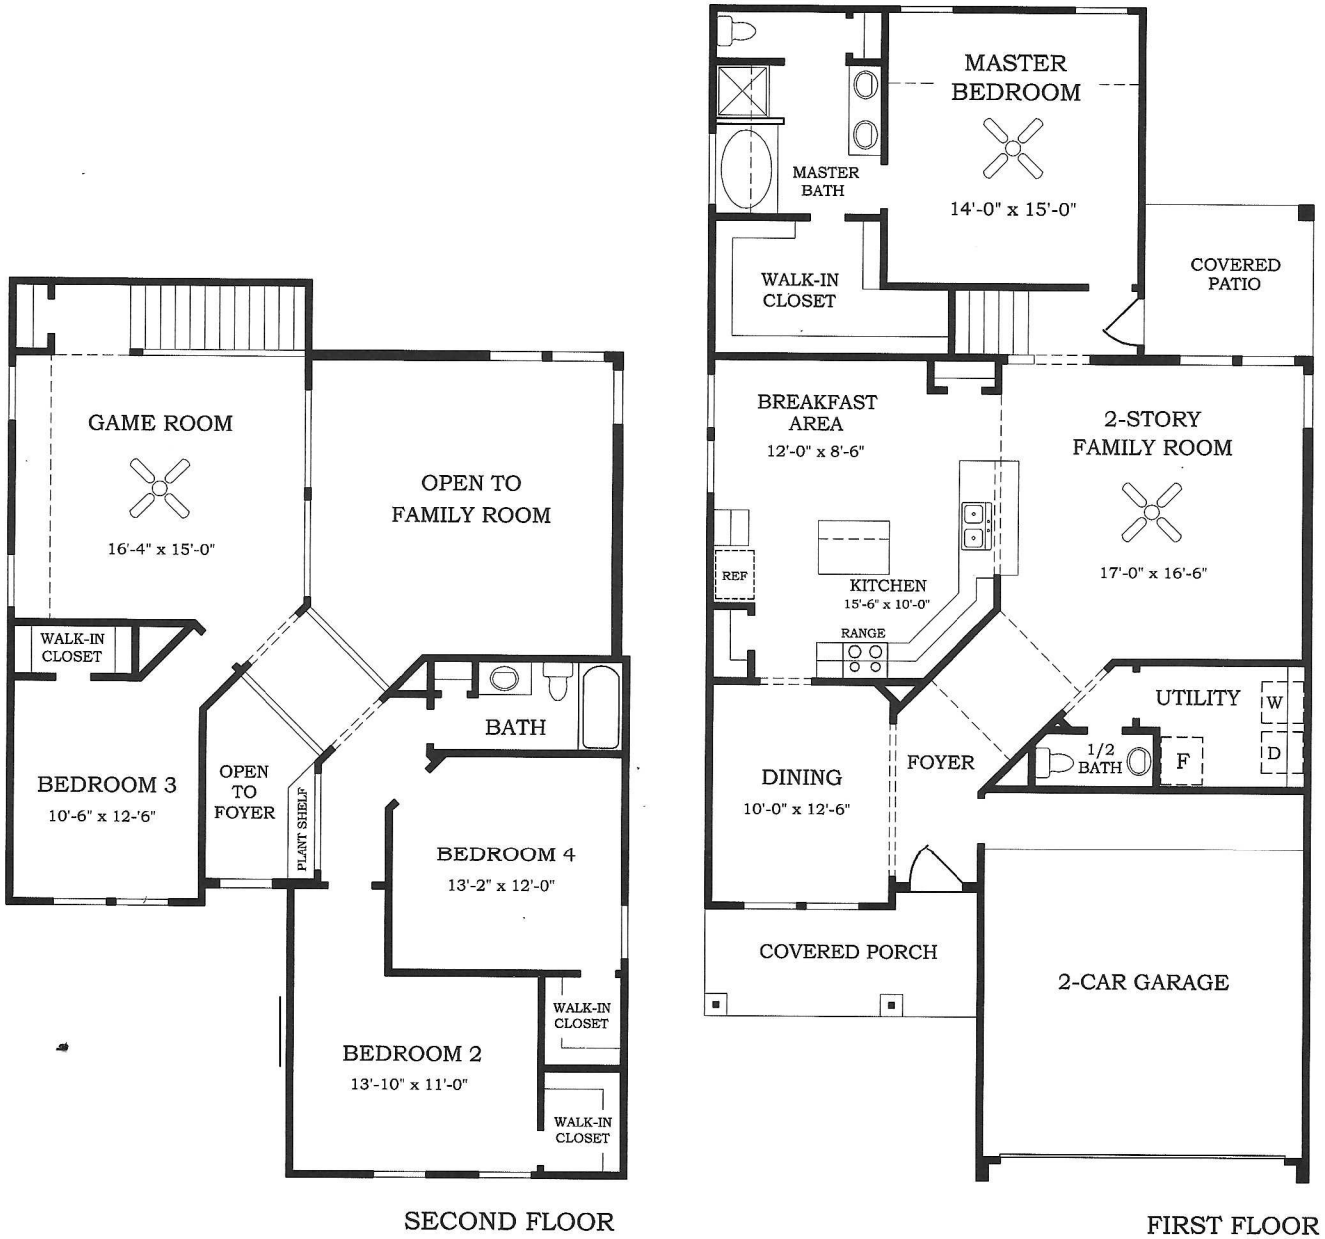 GAME ROOM
16'-4" x 15'-0"
OPEN TO
FAMILY ROOM
WALK-IN
CLOSET
BEDROOM 3
10'-6" x 12-'6"
OPEN
TO
FOYER
PLANT SHELF
BATH
BEDROOM 4
13'-2" x 12'-0"
WALK-IN
CLOSET
BEDROOM 2
13'-10" x 11'-0"
WALK-IN
CLOSET
SECOND FLOOR
MASTER
BEDROOM
14'-0" x 15'-0"
MASTER
BATH
WALK-IN
CLOSET
COVERED
PATIO
BREAKFAST
AREA
12'-0" x 8'-6"
2-STORY
FAMILY ROOM
17'-0" x 16'-6"
REF
KITCHEN
15'-6" x 10'-0"
RANGE
UTILITY
W
D
F
1/2
BATH
FOYER
DINING
10'-0" x 12'-6"
COVERED PORCH
2-CAR GARAGE
FIRST FLOOR